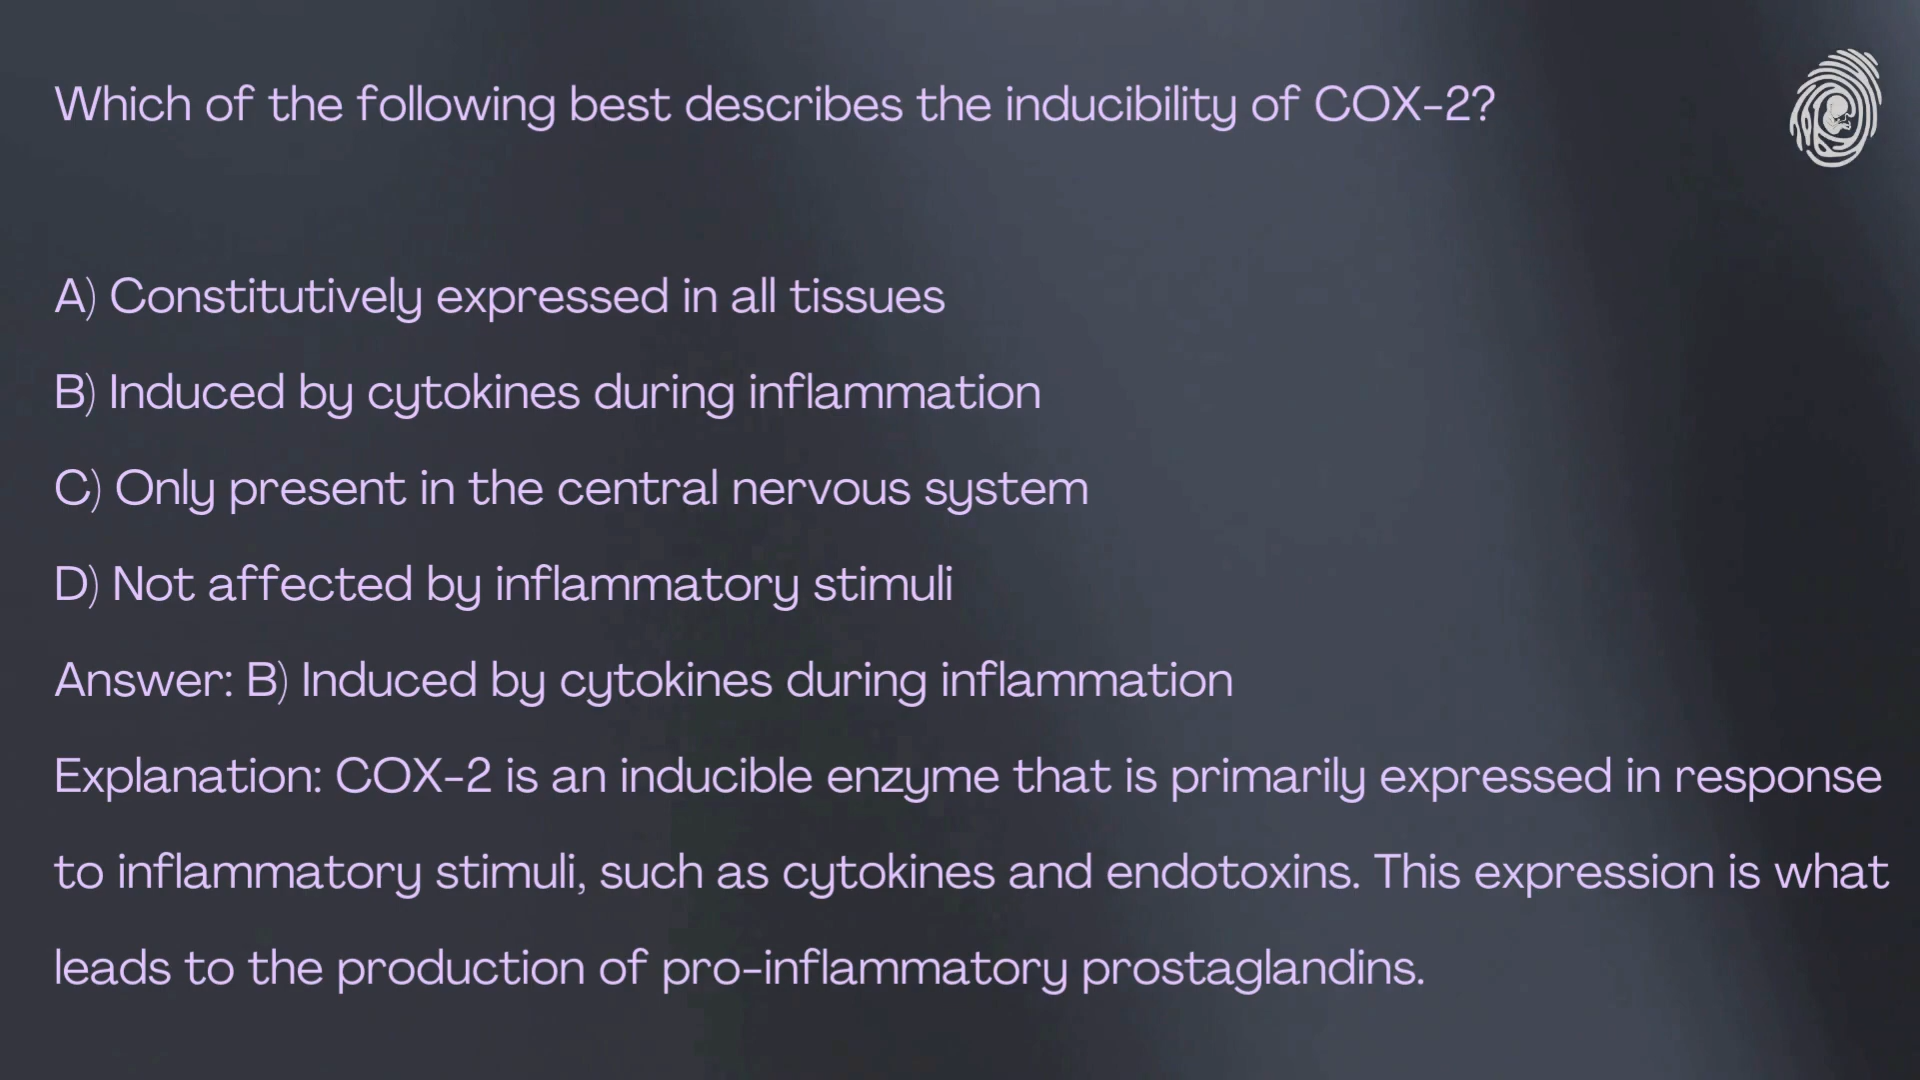 Which of the following best describes the inducibility of COX-2?
A) Constitutively expressed in all tissues
B) Induced by cytokines during inflammation
C) Only present in the central nervous system
D) Not affected by inflammatory stimuli
Answer: B) Induced by cytokines during inflammation
Explanation: COX-2 is an inducible enzyme that is primarily expressed in response
to inflammatory stimuli, such as cytokines and endotoxins. This expression is what
leads to the production of pro-inflammatory prostaglandins.